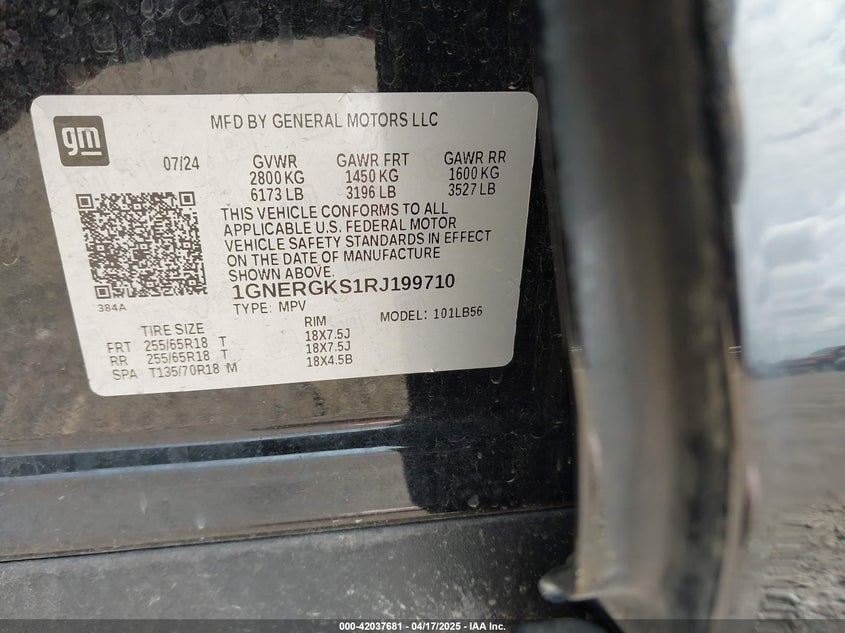 gm
MFD BY GENERAL MOTORS LLC
07/24 GVWR GAWR FRT GAWR RR
2800 KG 1450 KG 1600 KG
6173 LB 3196 LB 3527 LB
THIS VEHICLE CONFORMS TO ALL
APPLICABLE U.S. FEDERAL MOTOR
VEHICLE SAFETY STANDARDS IN EFFECT
ON THE DATE OF MANUFACTURE
SHOWN ABOVE.
1GNERGKS1RJ199710
384A
TYPE: MPV MODEL: 101LB56
TIRE SIZE RIM
FRT 255/65R18 T 18X7.5J
RR 255/65R18 T 18X7.5J
SPA T135/70R18 M 18X4.5B
000-42037681 - 04/17/2025 - IAA Inc.